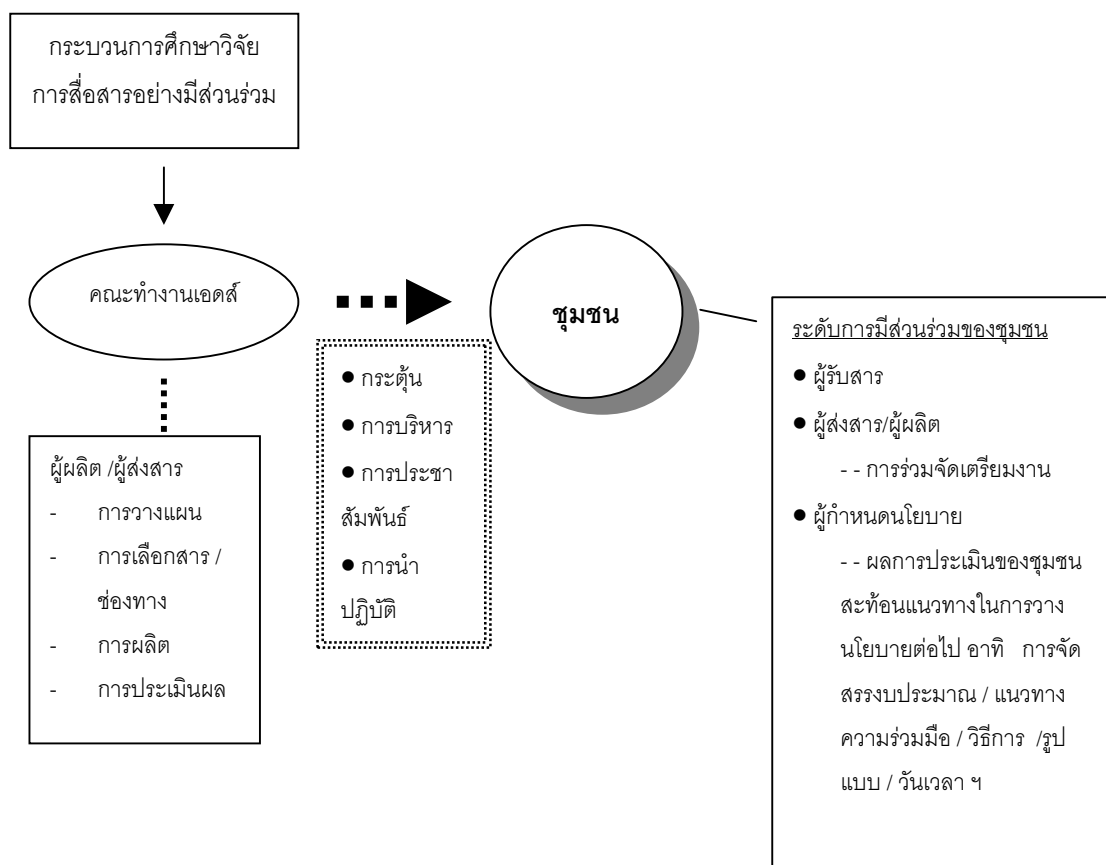 กระบวนการศึกษาวิจัย
การสื่อสารอย่างมีส่วนร่วม
คณะทำงานเอดส์
ผู้ผลิต /ผู้ส่งสาร
- การวางแผน
- การเลือกสาร /
ช่องทาง
- การผลิต
- การประเมินผล
● กระตุ้น
● การบริหาร
● การประชา
สัมพันธ์
● การนำ
ปฏิบัติ
ชุมชน
ระดับการมีส่วนร่วมของชุมชน
● ผู้รับสาร
● ผู้ส่งสาร/ผู้ผลิต
- - การร่วมจัดเตรียมงาน
● ผู้กำหนดนโยบาย
- - ผลการประเมินของชุมชน
สะท้อนแนวทางในการวาง
นโยบายต่อไป อาทิ การจัด
สรรงบประมาณ / แนวทาง
ความร่วมมือ / วิธีการ /รูป
แบบ / วันเวลา ฯ